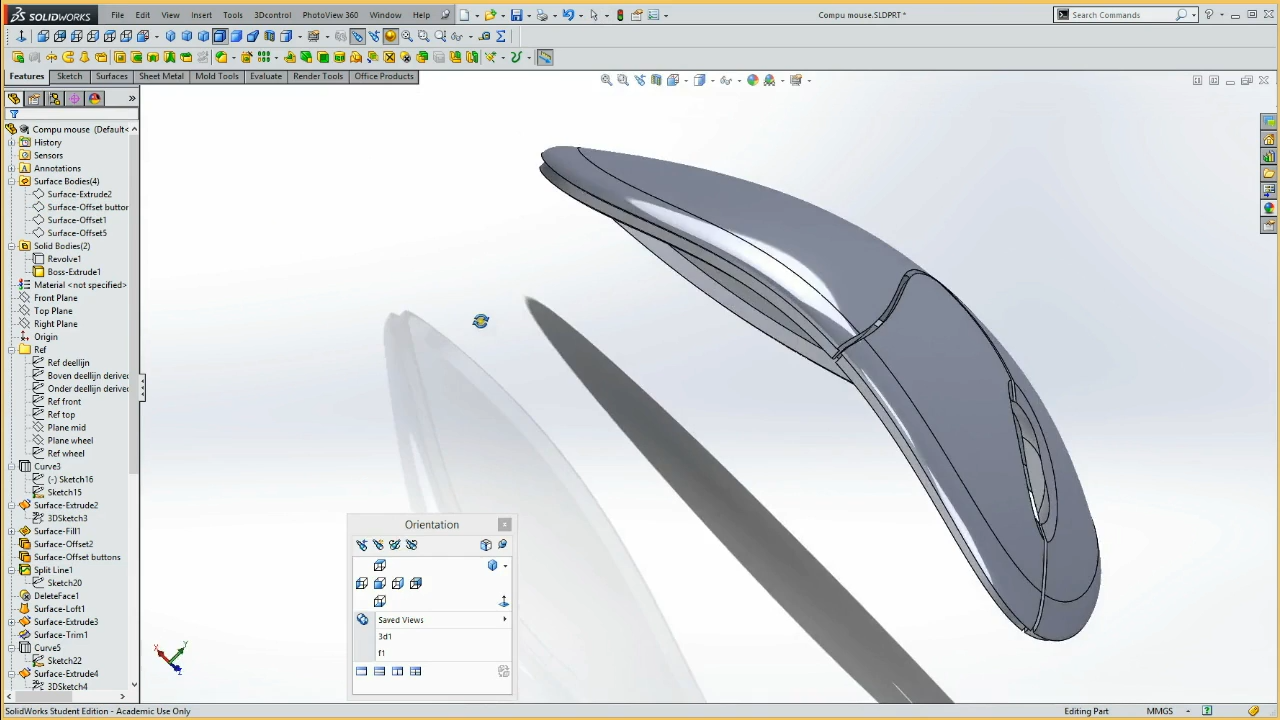 SOLIDWORKS File Edit View Insert Tools 3Dcontrol PhotoView 360 Window Help Compu mouse.SLDPRT * Search Commands
Features Sketch Surfaces Sheet Metal Mold Tools Evaluate Render Tools Office Products
Compu mouse (Default<
History
Sensors
Annotations
Surface Bodies(4)
Surface-Extrude2
Surface-Offset button
Surface-Offset1
Surface-Offset5
Solid Bodies(2)
Revolve1
Boss-Extrude1
Material <not specified>
Front Plane
Top Plane
Right Plane
Origin
Ref
Ref deellijn
Boven deellijn derived
Onder deellijn derived
Ref front
Ref top
Plane mid
Plane wheel
Ref wheel
Curve3
(-) Sketch16
Sketch15
Surface-Extrude2
3DSketch3
Surface-Fill1
Surface-Offset2
Surface-Offset buttons
Split Line1
Sketch20
DeleteFace1
Surface-Loft1
Surface-Extrude3
Surface-Trim1
Curve5
Sketch22
Surface-Extrude4
3DSketch4
Orientation
Saved Views
3d1
f1
SolidWorks Student Edition - Academic Use Only Editing Part MMGS